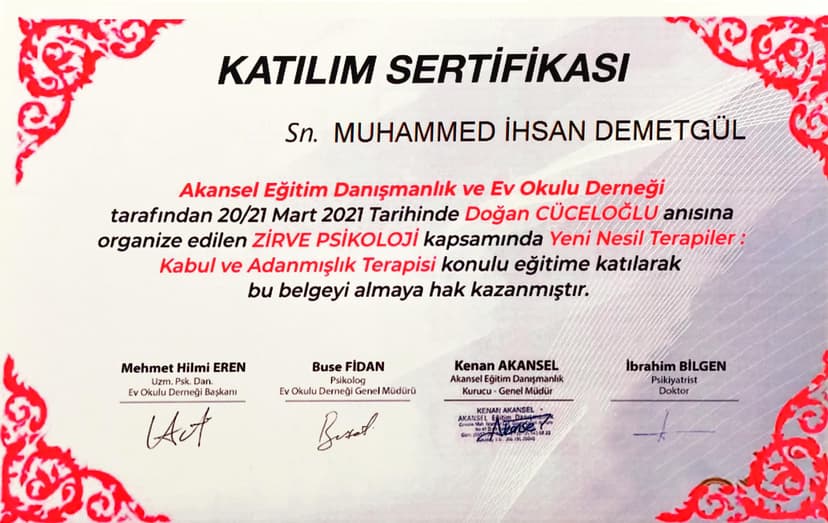 KATILIM SERTİFİKASI
Sn. MUHAMMED İHSAN DEMETGÜL
Akansel Eğitim Danışmanlık ve Ev Okulu Derneği
tarafından 20/21 Mart 2021 Tarihinde Doğan CÜCELOĞLU anısına
organize edilen ZİRVE PSİKOLOJİ kapsamında Yeni Nesil Terapiler :
Kabul ve Adanmışlık Terapisi konulu eğitime katılarak
bu belgeyi almaya hak kazanmıştır.
Mehmet Hilmi EREN
Uzm. Psk. Dan.
Ev Okulu Derneği Başkanı
Buse FİDAN
Psikolog
Ev Okulu Derneği Genel Müdürü
Kenan AKANSEL
Akansel Eğitim Danışmanlık
Kurucu - Genel Müdür
İbrahim BİLGEN
Psikiyatrist
Doktor
KENAN AKANSEL
AKANSEL Eğitim Danışmanlık